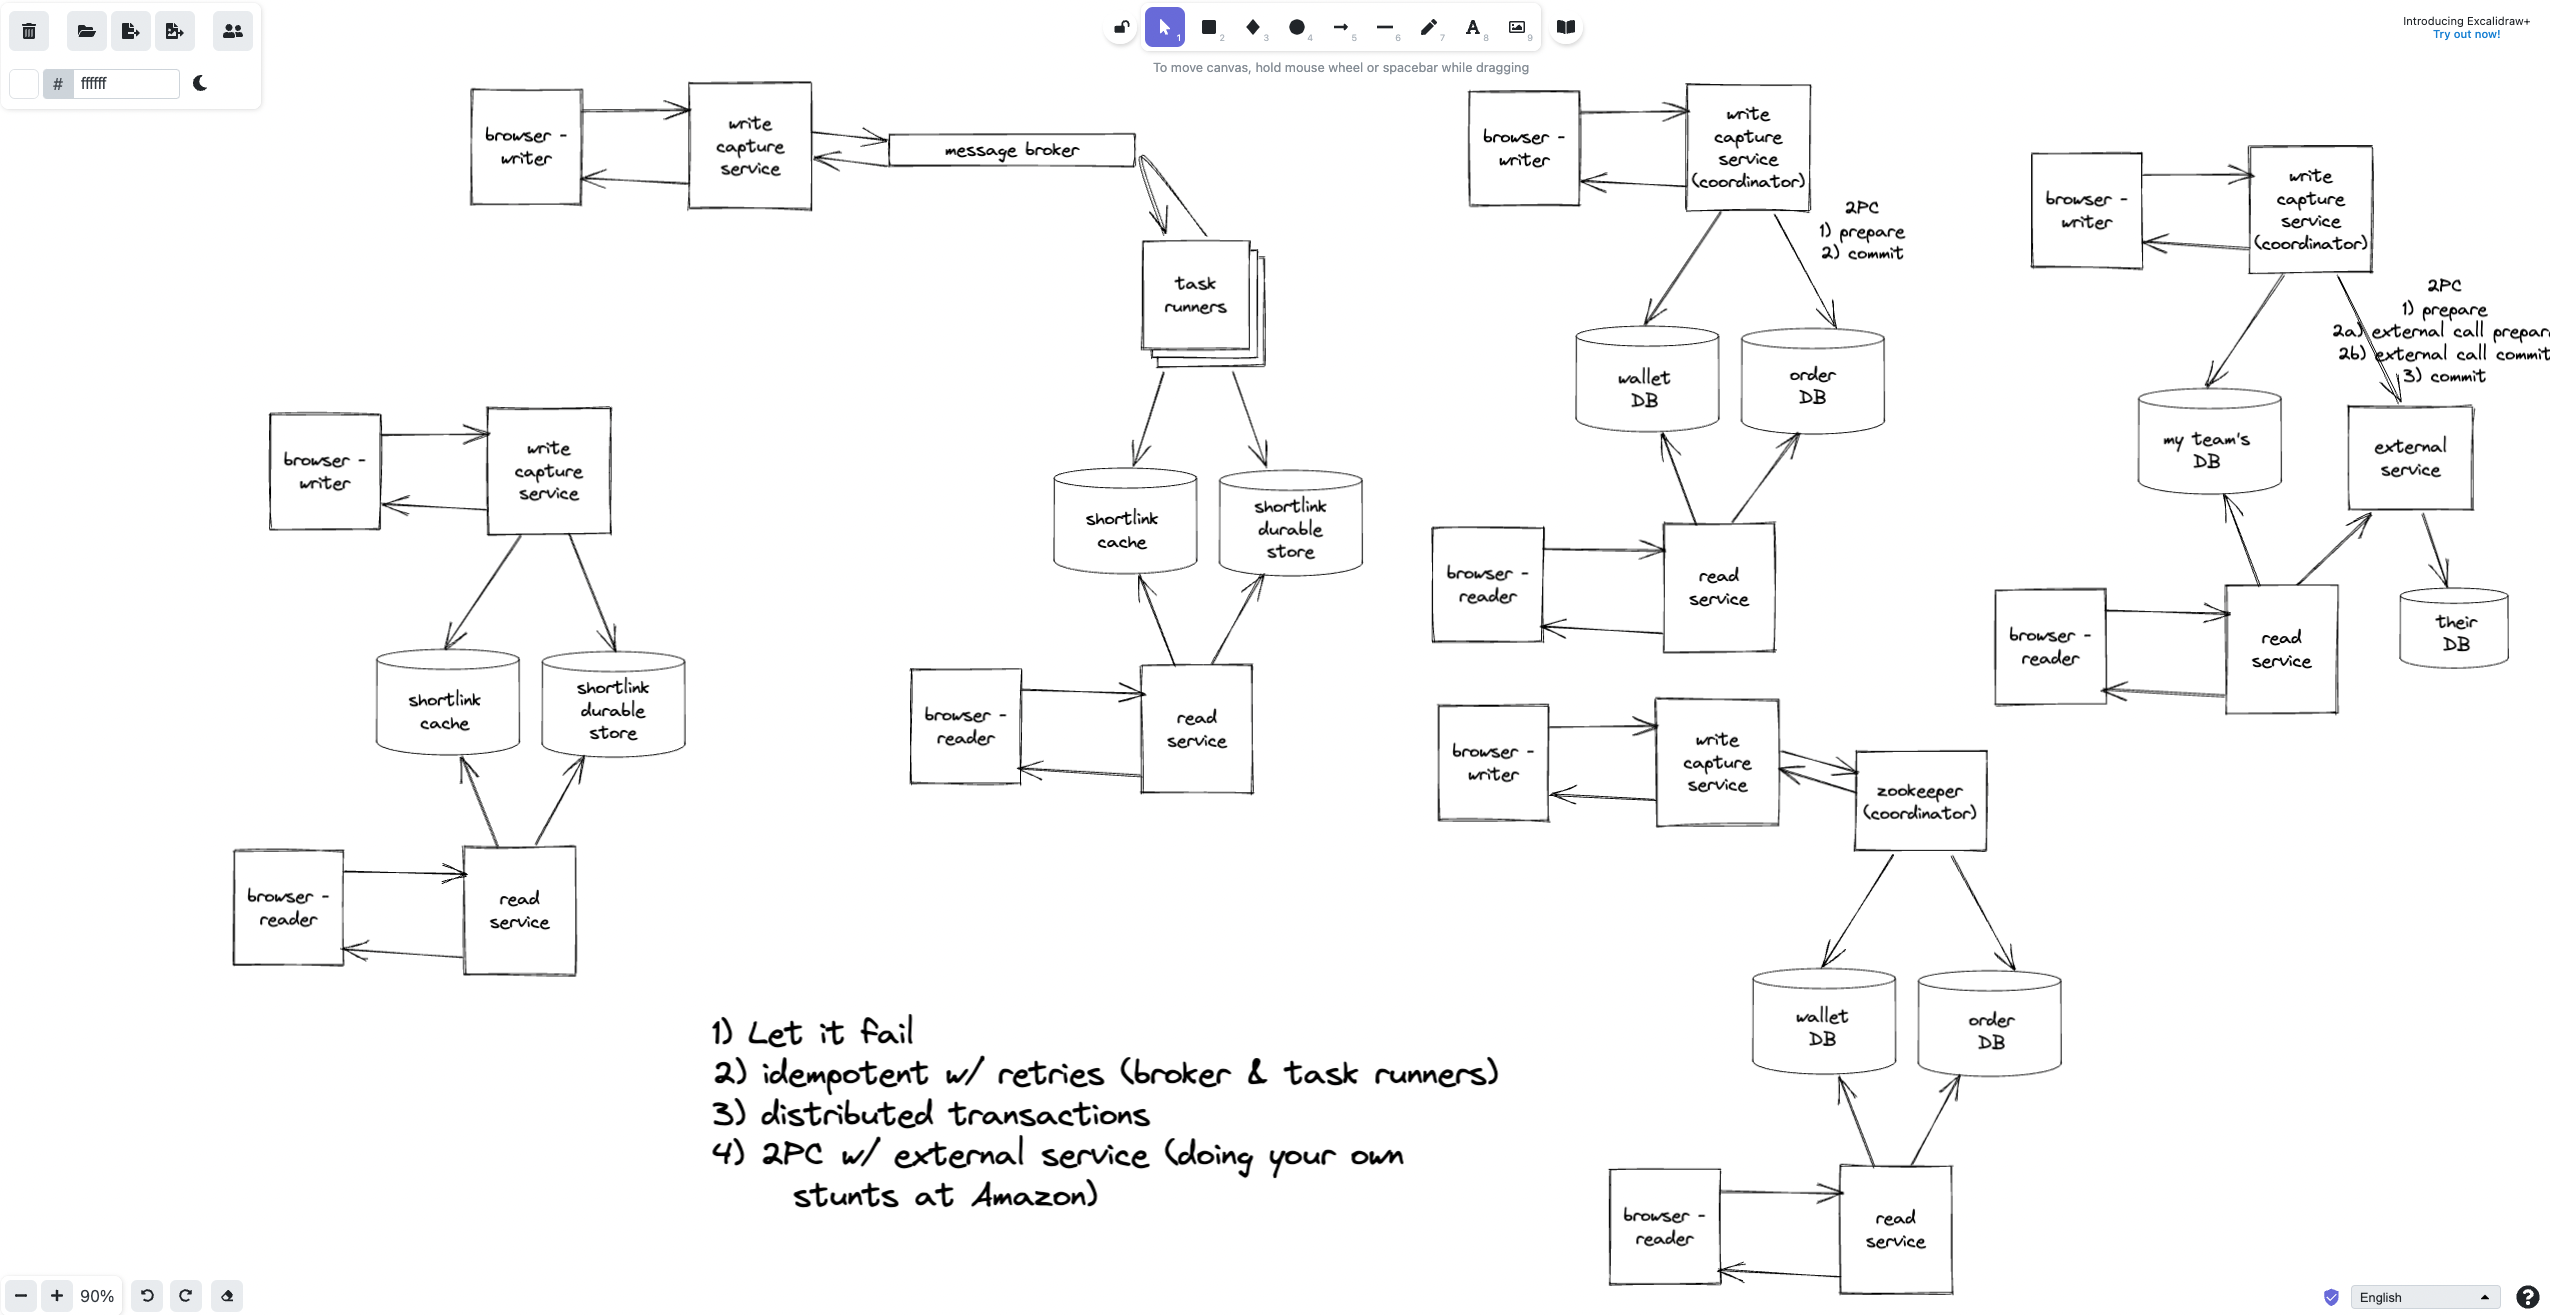 # ffffff
1
2
3
4
5
6
7
8
9
To move canvas, hold mouse wheel or spacebar while dragging
Introducing Excalidraw+
Try out now!
browser -
writer
write
capture
service
message broker
task
runners
shortlink
cache
shortlink
durable
store
browser -
reader
read
service
browser -
writer
write
capture
service
shortlink
cache
shortlink
durable
store
browser -
reader
read
service
browser -
writer
write
capture
service
(coordinator)
2PC
1) prepare
2) commit
wallet
DB
order
DB
browser -
reader
read
service
browser -
writer
write
capture
service
(coordinator)
2PC
1) prepare
2a) external call prepar
2b) external call commit
3) commit
my team's
DB
external
service
their
DB
browser -
reader
read
service
browser -
writer
write
capture
service
zookeeper
(coordinator)
wallet
DB
order
DB
browser -
reader
read
service
1) Let it fail
2) idempotent w/ retries (broker & task runners)
3) distributed transactions
4) 2PC w/ external service (doing your own
stunts at Amazon)
90%
English
?